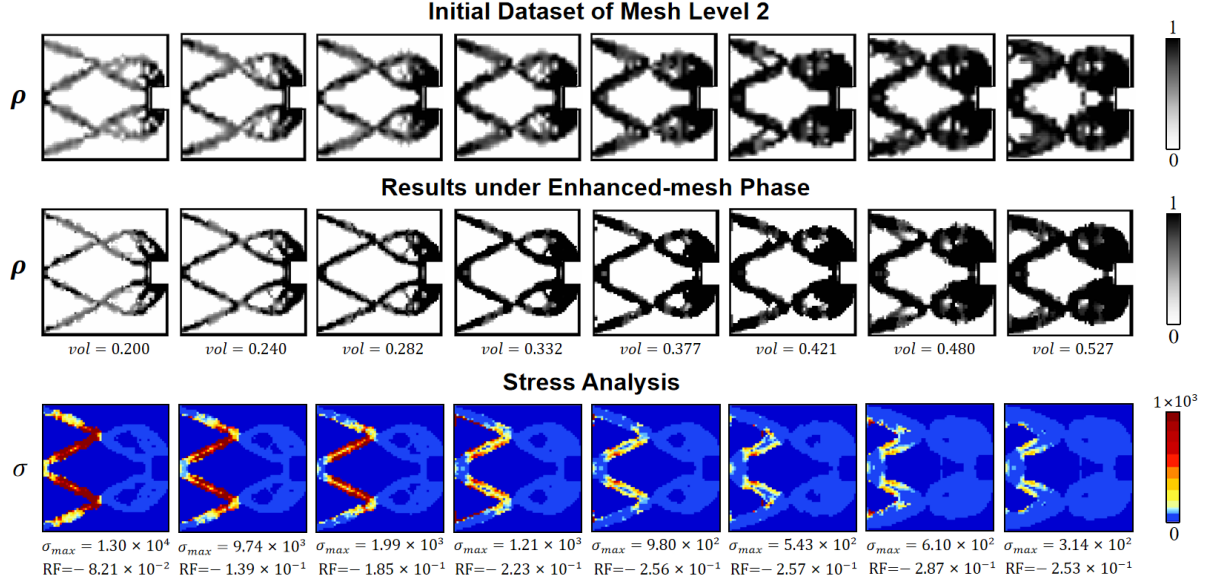 Initial Dataset of Mesh Level 2
1
ρ
0
Results under Enhanced-mesh Phase
1
ρ
0
vol = 0.200 vol = 0.240 vol = 0.282 vol = 0.332 vol = 0.377 vol = 0.421 vol = 0.480 vol = 0.527
Stress Analysis
1×10³
σ
0
σmax = 1.30 × 10⁴ σmax = 9.74 × 10³ σmax = 1.99 × 10³ σmax = 1.21 × 10³ σmax = 9.80 × 10² σmax = 5.43 × 10² σmax = 6.10 × 10² σmax = 3.14 × 10²
RF=− 8.21 × 10⁻² RF=− 1.39 × 10⁻¹ RF=− 1.85 × 10⁻¹ RF=− 2.23 × 10⁻¹ RF=− 2.56 × 10⁻¹ RF=− 2.57 × 10⁻¹ RF=− 2.87 × 10⁻¹ RF=− 2.53 × 10⁻¹